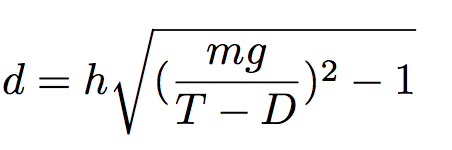 d = h√((mg / (T − D))² − 1)